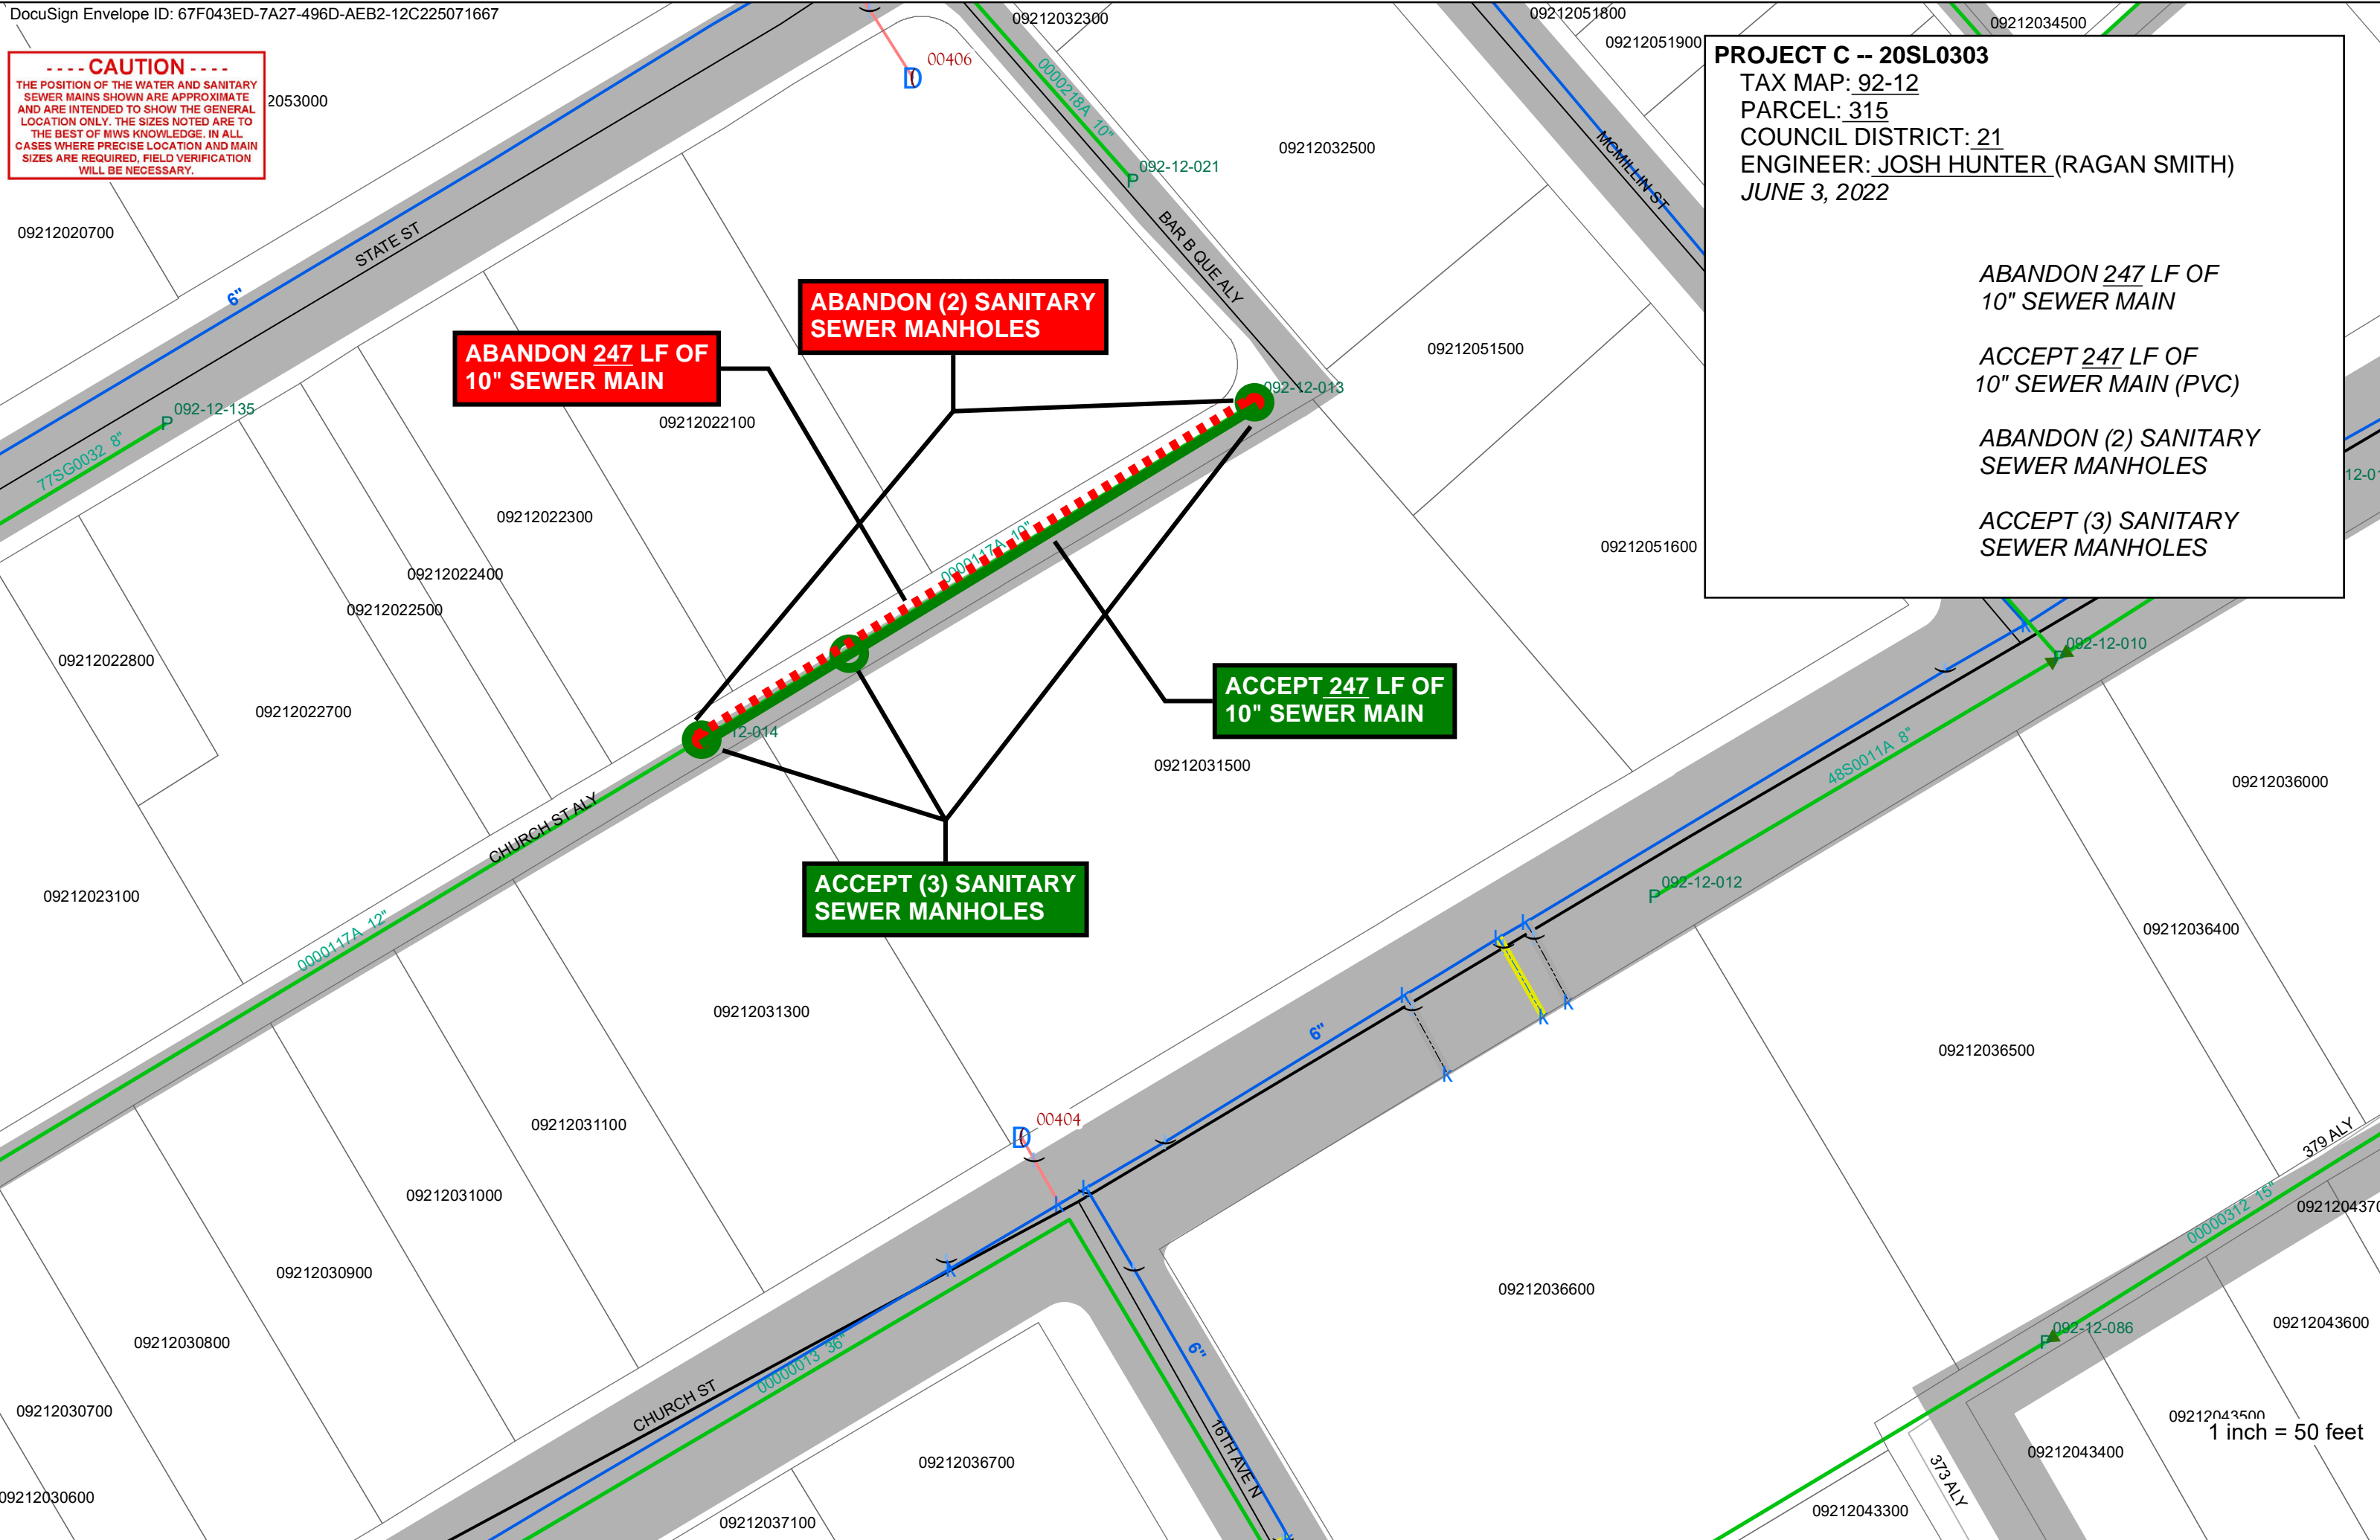 DocuSign Envelope ID: 67F043ED-7A27-496D-AEB2-12C225071667
---- CAUTION ----
THE POSITION OF THE WATER AND SANITARY
SEWER MAINS SHOWN ARE APPROXIMATE
AND ARE INTENDED TO SHOW THE GENERAL
LOCATION ONLY. THE SIZES NOTED ARE TO
THE BEST OF MWS KNOWLEDGE. IN ALL
CASES WHERE PRECISE LOCATION AND MAIN
SIZES ARE REQUIRED, FIELD VERIFICATION
WILL BE NECESSARY.
2053000
00406
09212032300
09212051800
09212051900
09212034500
PROJECT C -- 20SL0303
TAX MAP: 92-12
PARCEL: 315
COUNCIL DISTRICT: 21
ENGINEER: JOSH HUNTER (RAGAN SMITH)
JUNE 3, 2022
ABANDON 247 LF OF
10" SEWER MAIN
ACCEPT 247 LF OF
10" SEWER MAIN (PVC)
ABANDON (2) SANITARY
SEWER MANHOLES
ACCEPT (3) SANITARY
SEWER MANHOLES
0000218A 10"
092-12-021
09212032500
MCMILLIN ST
BAR B QUE ALY
09212020700
STATE ST
6"
ABANDON (2) SANITARY
SEWER MANHOLES
ABANDON 247 LF OF
10" SEWER MAIN
09212051500
092-12-013
092-12-135
77SG0032 8"
09212022100
09212022300
09212051600
0000117A 10"
09212022400
09212022500
09212022800
09212022700
12-014
092-12-010
ACCEPT 247 LF OF
10" SEWER MAIN
09212031500
48S0011A 8"
09212036000
CHURCH ST ALY
ACCEPT (3) SANITARY
SEWER MANHOLES
092-12-012
09212023100
0000117A 12"
09212036400
09212031300
6"
09212036500
00404
09212031100
379 ALY
09212031000
0000312 15"
0921204370
09212030900
09212036600
09212030800
00000013 36"
6"
092-12-086
09212043600
CHURCH ST
09212030700
09212043500
1 inch = 50 feet
16TH AVE N
09212036700
09212043400
373 ALY
09212030600
09212037100
09212043300